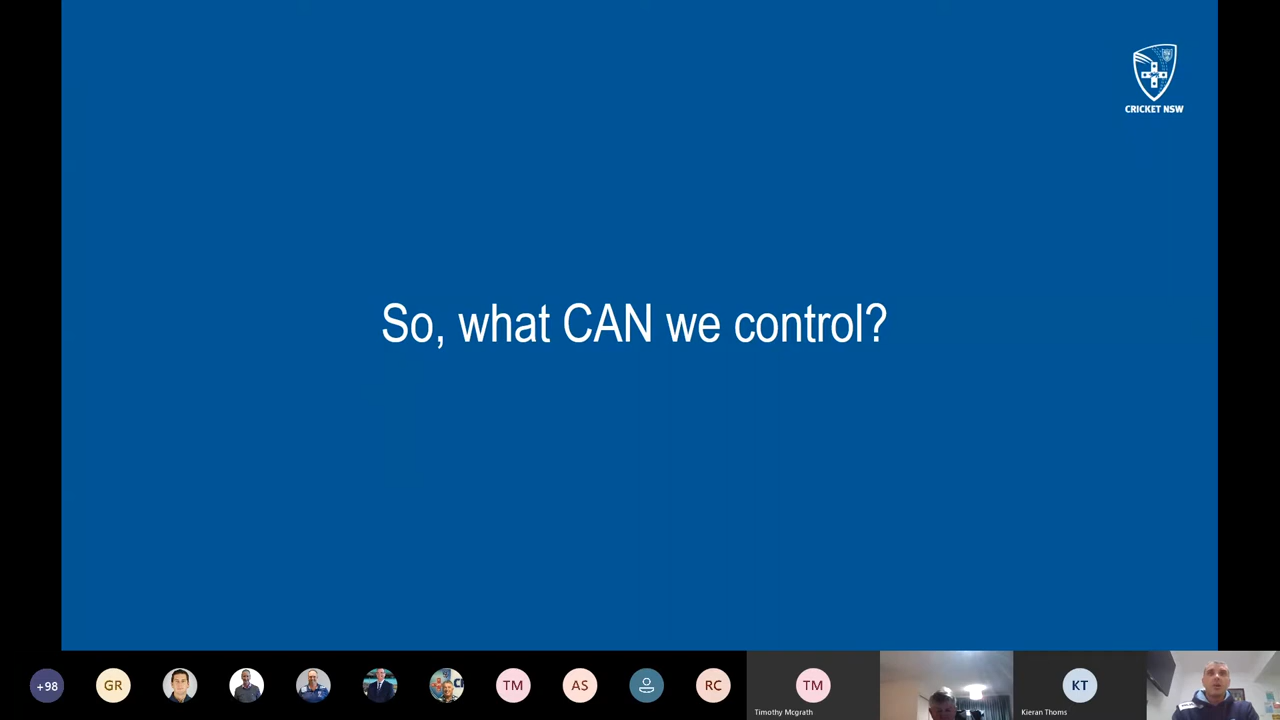 CRICKET NSW
So, what CAN we control?
+98
GR
TM
AS
RC
TM
Timothy Mcgrath
KT
Kieran Thoms